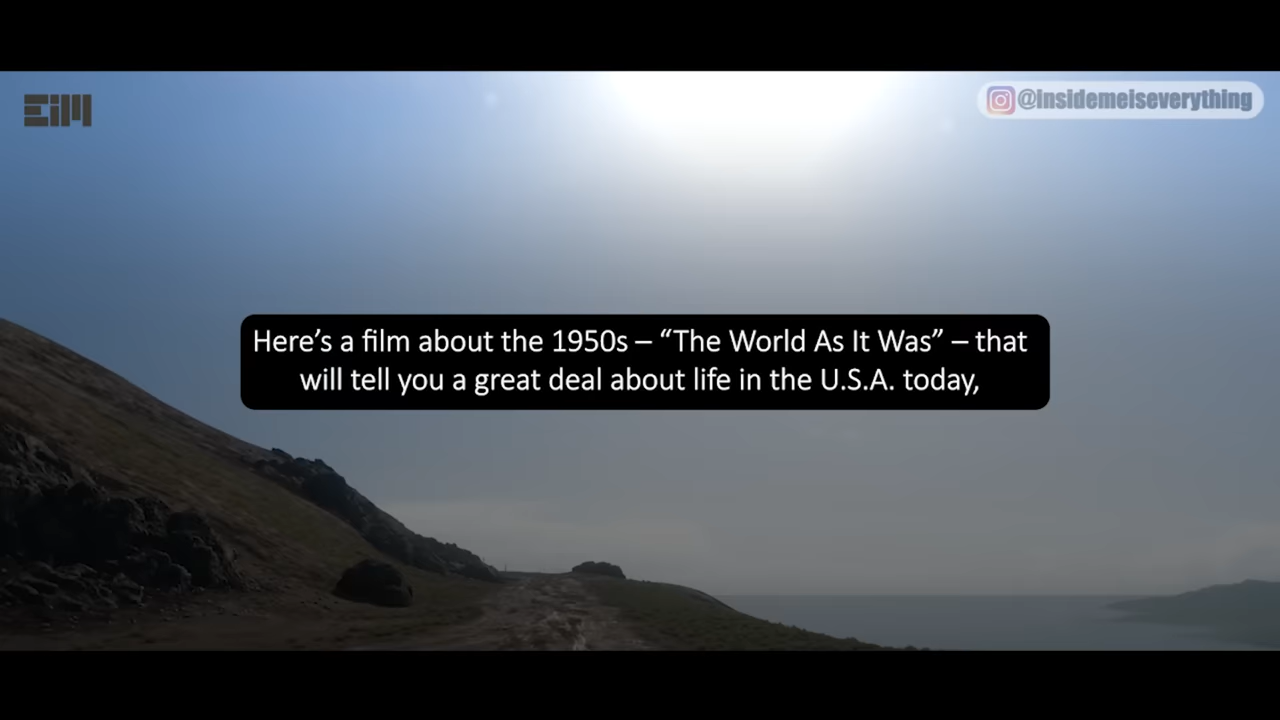 EiM
@insidemeiseverything
Here’s a film about the 1950s – “The World As It Was” – that
will tell you a great deal about life in the U.S.A. today,